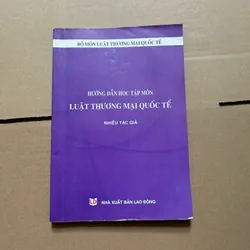 BỘ MÔN LUẬT THƯƠNG MẠI QUỐC TẾ
HƯỚNG DẪN HỌC TẬP MÔN
LUẬT THƯƠNG MẠI QUỐC TẾ
NHIỀU TÁC GIẢ
NHÀ XUẤT BẢN LAO ĐỘNG